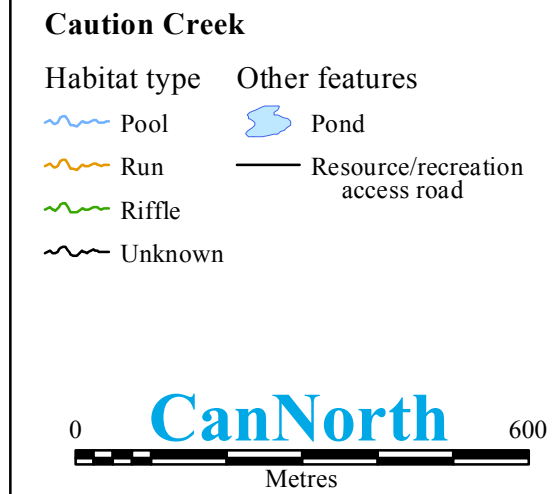 Caution Creek
Habitat type
Pool
Run
Riffle
Unknown
Other features
Pond
Resource/recreation
access road
CanNorth
0 600
Metres